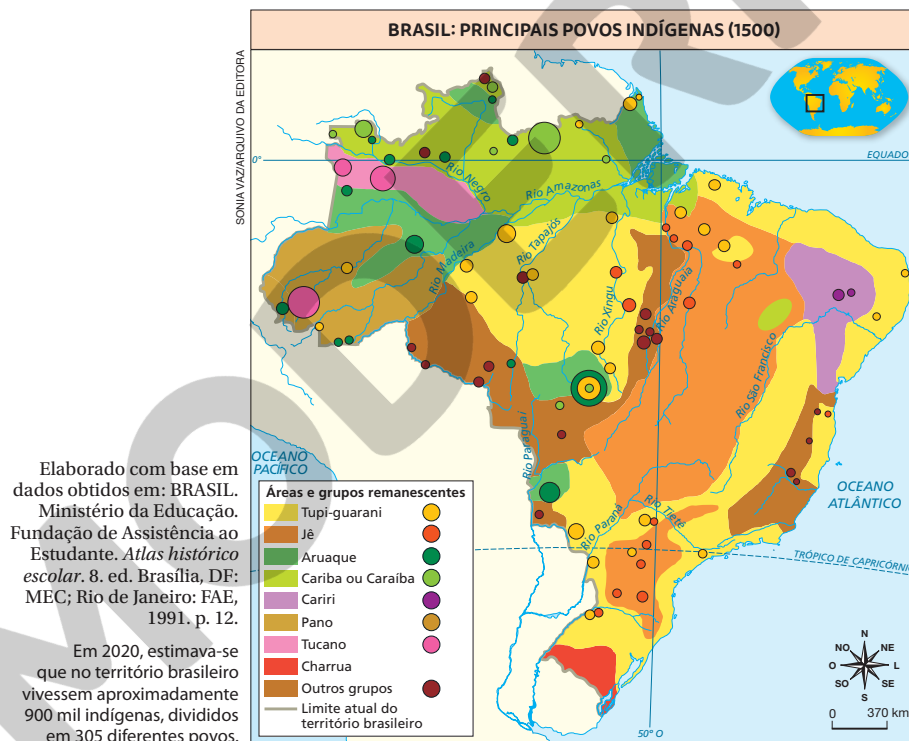 BRASIL: PRINCIPAIS POVOS INDÍGENAS (1500)
SONIA VAZ/ARQUIVO DA EDITORA
EQUADOR
0°
Rio Negro
Rio Amazonas
Rio Madeira
Rio Tapajós
Rio Xingu
Rio Araguaia
Rio São Francisco
Rio Paraguai
Rio Paraná
Rio Tietê
OCEANO
PACÍFICO
OCEANO
ATLÂNTICO
TRÓPICO DE CAPRICÓRNIO
50° O
Áreas e grupos remanescentes
Tupi-guarani
Jê
Aruaque
Cariba ou Caraíba
Cariri
Pano
Tucano
Charrua
Outros grupos
Limite atual do
território brasileiro
N
NO
NE
O
L
SO
SE
S
0
370 km
Elaborado com base em
dados obtidos em: BRASIL.
Ministério da Educação.
Fundação de Assistência ao
Estudante. Atlas histórico
escolar. 8. ed. Brasília, DF:
MEC; Rio de Janeiro: FAE,
1991. p. 12.
Em 2020, estimava-se
que no território brasileiro
vivessem aproximadamente
900 mil indígenas, divididos
em 305 diferentes povos.